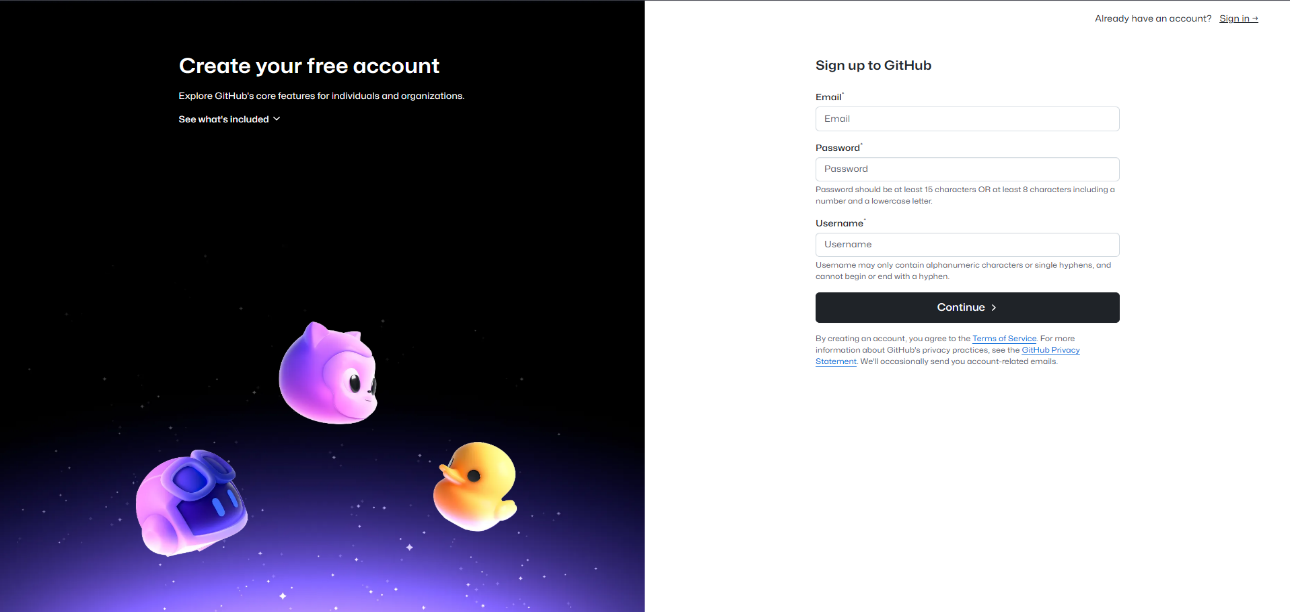 Already have an account? Sign in →
Create your free account
Explore GitHub's core features for individuals and organizations.
See what's included
Sign up to GitHub
Email*
Email
Password*
Password
Password should be at least 15 characters OR at least 8 characters including a
number and a lowercase letter.
Username*
Username
Username may only contain alphanumeric characters or single hyphens, and
cannot begin or end with a hyphen.
Continue >
By creating an account, you agree to the Terms of Service. For more
information about GitHub's privacy practices, see the GitHub Privacy
Statement. We'll occasionally send you account-related emails.